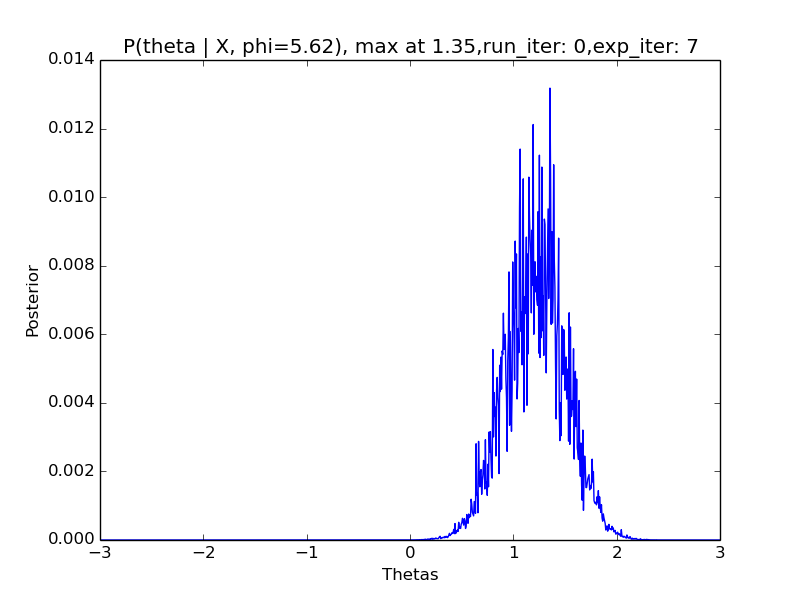 P(theta | X, phi=5.62), max at 1.35,run_iter: 0,exp_iter: 7
0.014
0.012
0.010
0.008
0.006
0.004
0.002
0.000
Posterior
−3 −2 −1 0 1 2 3
Thetas